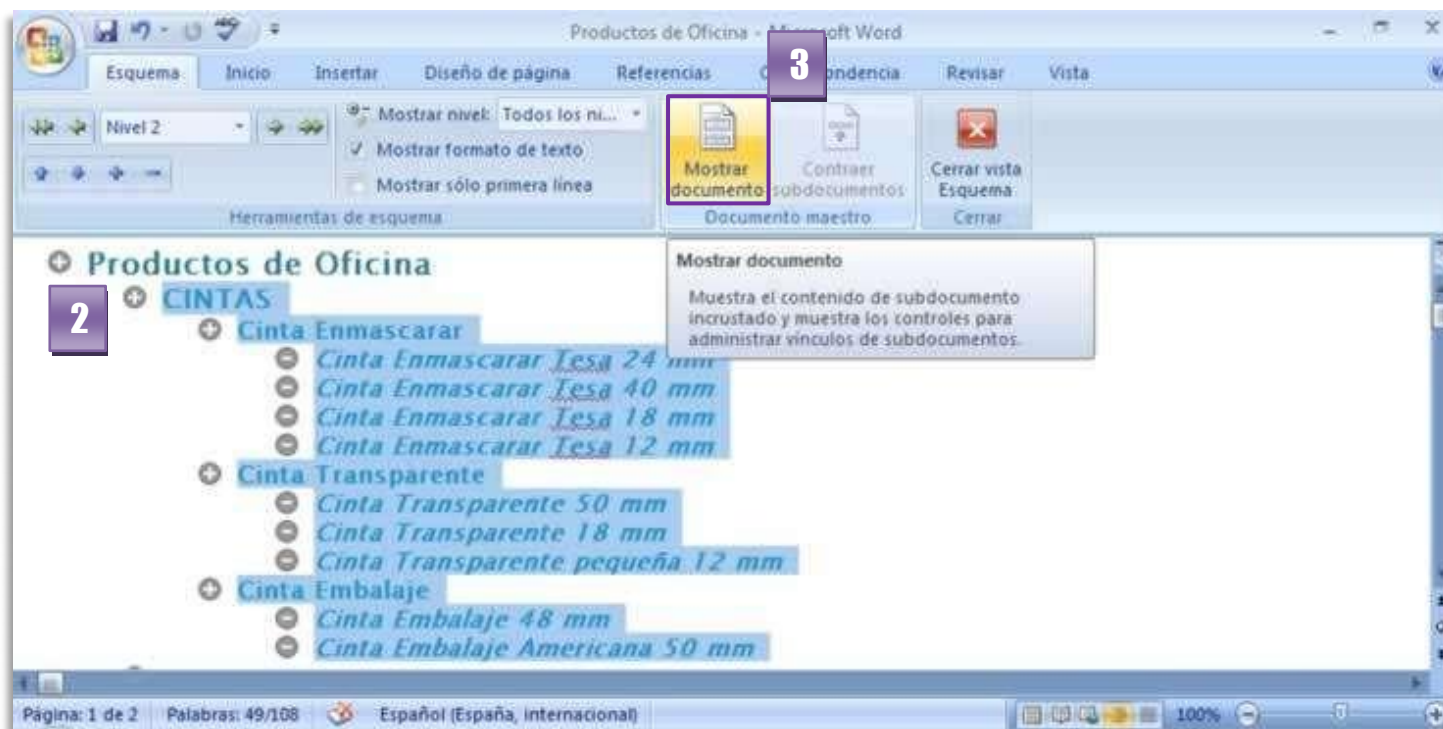 Productos de Oficina - Microsoft Word
3
Esquema Inicio Insertar Diseño de página Referencias Vista Revisar
Nivel 2
Mostrar nivel: Todos los ni...
Mostrar formato de texto
Mostrar sólo primera línea
Herramientas de esquema
Mostrar documento
Contraer subdocumentos
Documento maestro
Cerrar vista Esquema
Cerrar
Mostrar documento
Muestra el contenido de subdocumento
incrustado y muestra los controles para
administrar vínculos de subdocumentos.
Productos de Oficina
2
CINTAS
Cinta Enmascarar
Cinta Enmascarar Tesa 24 mm
Cinta Enmascarar Tesa 40 mm
Cinta Enmascarar Tesa 18 mm
Cinta Enmascarar Tesa 12 mm
Cinta Transparente
Cinta Transparente 50 mm
Cinta Transparente 18 mm
Cinta Transparente pequeña 12 mm
Cinta Embalaje
Cinta Embalaje 48 mm
Cinta Embalaje Americana 50 mm
Página: 1 de 2 Palabras: 49/108 Español (España, internacional) 100%